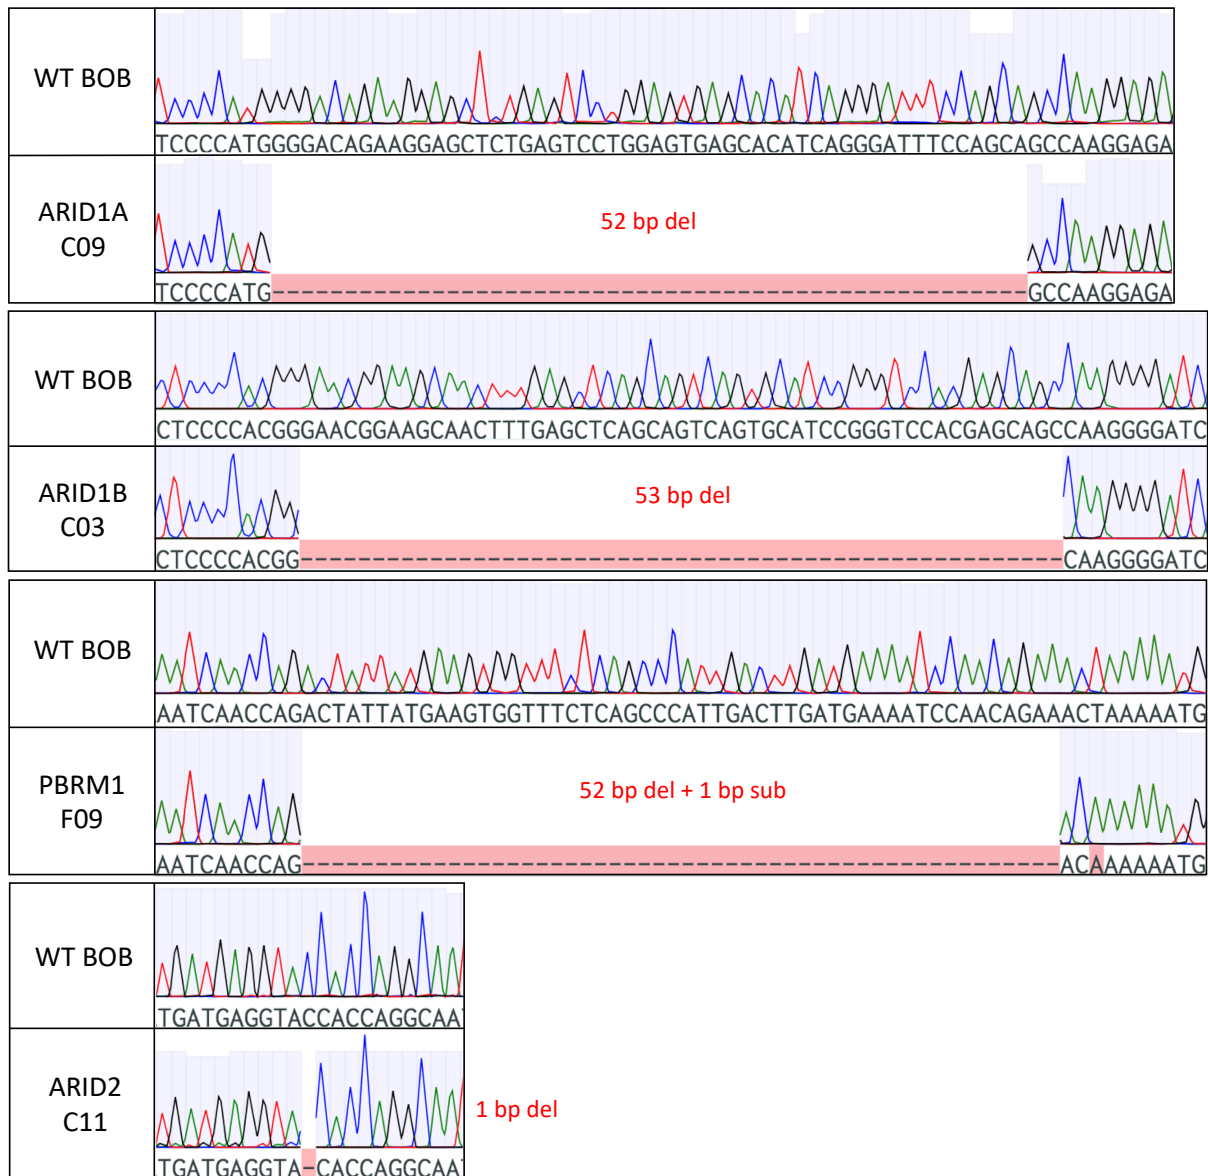 WT BOB
TCCCCATGGGGACAGAAGGAGCTCTGAGTCCTGGAGTGAGCACATCAGGGATTTCCAGCAGCCAAGGAGA
ARID1A
C09
52 bp del
TCCCCATG----------------------------------------------------GCCAAGGAGA
WT BOB
CTCCCCACGGGAACGGAAGCAACTTTGAGCTCAGCAGTCAGTGCATCCGGGTCCACGAGCAGCCAAGGGGATC
ARID1B
C03
53 bp del
CTCCCCACGG-----------------------------------------------------CAAGGGGATC
WT BOB
AATCAACCAGACTATTATGAAGTGGTTTCTCAGCCCATTGACTTGATGAAAATCCAACAGAAACTAAAAATG
PBRM1
F09
52 bp del + 1 bp sub
AATCAACCAG----------------------------------------------------ACAAAAAATG
WT BOB
TGATGAGGTACCACCAGGCAAT
ARID2
C11
1 bp del
TGATGAGGTA-CACCAGGCAAT